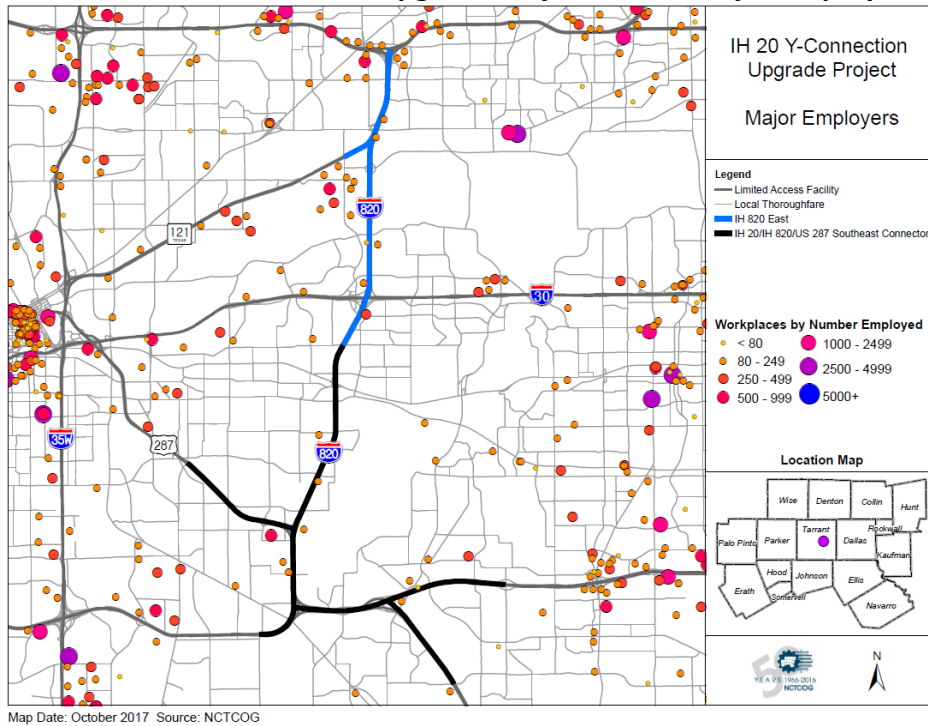 IH 20 Y-Connection
Upgrade Project
Major Employers
Legend
Limited Access Facility
Local Thoroughfare
IH 820 East
IH 20/IH 820/US 287 Southeast Connector
121
TEXAS
820
30
35W
287
820
Workplaces by Number Employed
< 80
80 - 249
250 - 499
500 - 999
1000 - 2499
2500 - 4999
5000+
Location Map
Wise
Denton
Collin
Hunt
Palo Pinto
Parker
Tarrant
Dallas
Rockwall
Kaufman
Erath
Hood
Somervell
Johnson
Ellis
Navarro
50
YEARS 1966-2016
NCTCOG
N
Map Date: October 2017 Source: NCTCOG